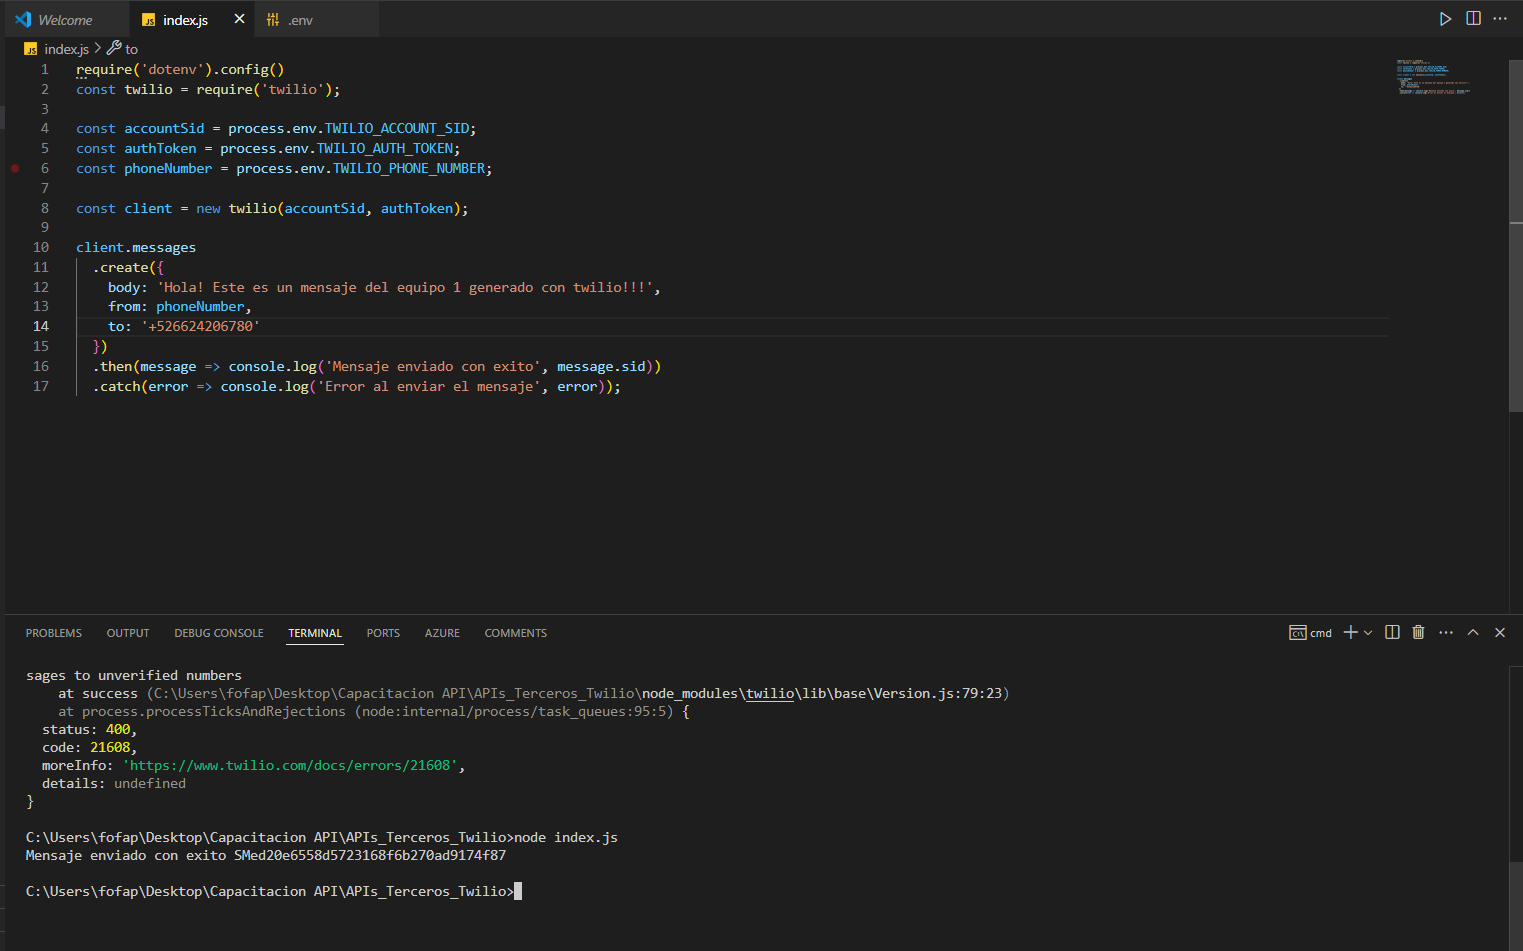 Welcome
JS index.js
.env
JS index.js > to
1 require('dotenv').config()
2 const twilio = require('twilio');
3
4 const accountSid = process.env.TWILIO_ACCOUNT_SID;
5 const authToken = process.env.TWILIO_AUTH_TOKEN;
6 const phoneNumber = process.env.TWILIO_PHONE_NUMBER;
7
8 const client = new twilio(accountSid, authToken);
9
10 client.messages
11 .create({
12 body: 'Hola! Este es un mensaje del equipo 1 generado con twilio!!!',
13 from: phoneNumber,
14 to: '+526624206780'
15 })
16 .then(message => console.log('Mensaje enviado con exito', message.sid))
17 .catch(error => console.log('Error al enviar el mensaje', error));
PROBLEMS OUTPUT DEBUG CONSOLE TERMINAL PORTS AZURE COMMENTS
cmd
sages to unverified numbers
at success (C:\Users\fofap\Desktop\Capacitacion API\APIs_Terceros_Twilio\node_modules\twilio\lib\base\Version.js:79:23)
at process.processTicksAndRejections (node:internal/process/task_queues:95:5) {
status: 400,
code: 21608,
moreInfo: 'https://www.twilio.com/docs/errors/21608',
details: undefined
}
C:\Users\fofap\Desktop\Capacitacion API\APIs_Terceros_Twilio>node index.js
Mensaje enviado con exito SMed20e6558d5723168f6b270ad9174f87
C:\Users\fofap\Desktop\Capacitacion API\APIs_Terceros_Twilio>